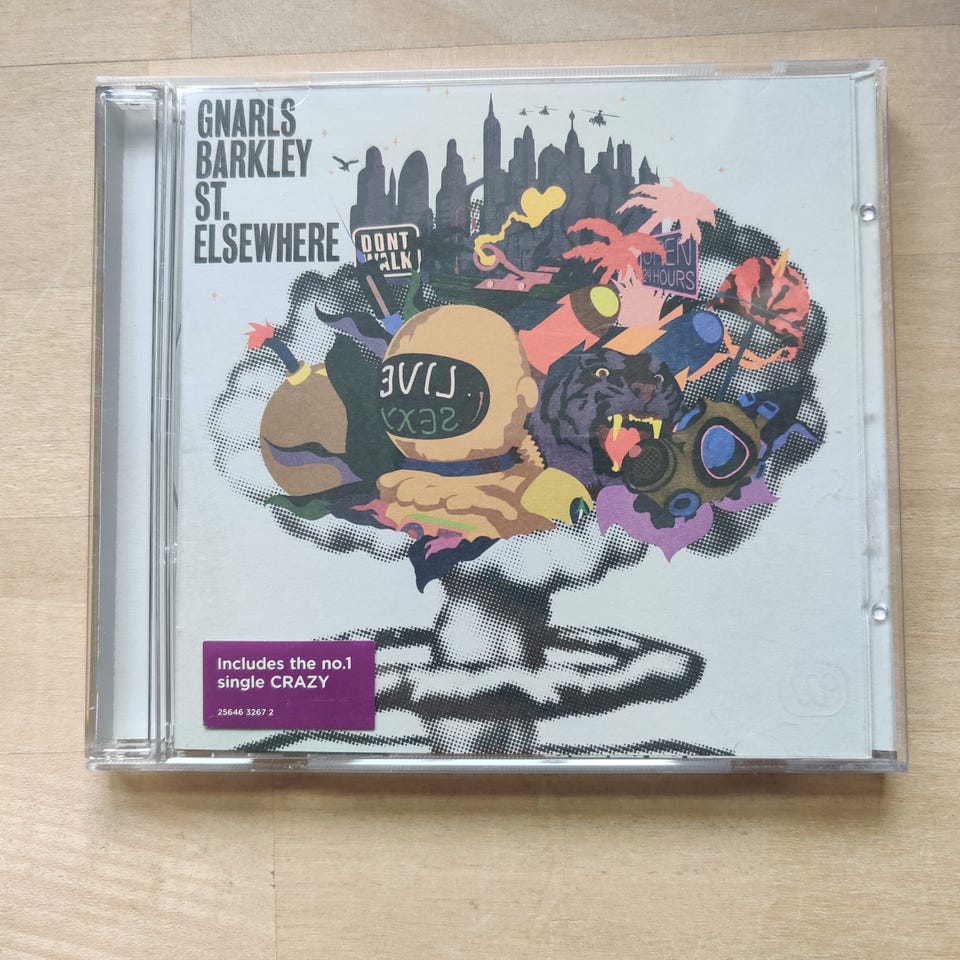 GNARLS
BARKLEY
ST.
ELSEWHERE
DONT
WALK
OPEN
24 HOURS
LIVE
SEXXY
Includes the no.1
single CRAZY
25646 3267 2